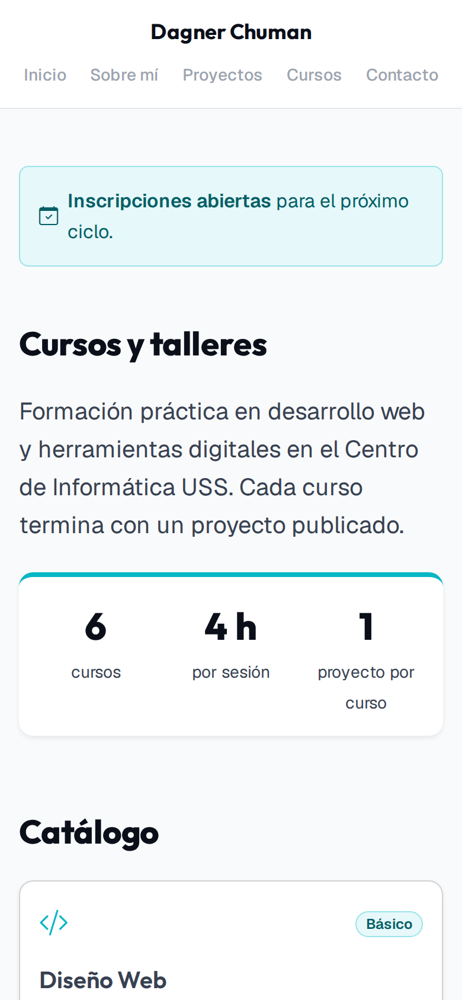 Dagner Chuman
Inicio Sobre mí Proyectos Cursos Contacto
Inscripciones abiertas para el próximo
ciclo.
Cursos y talleres
Formación práctica en desarrollo web
y herramientas digitales en el Centro
de Informática USS. Cada curso
termina con un proyecto publicado.
6 4 h 1
cursos por sesión proyecto por
curso
Catálogo
Básico
Diseño Web